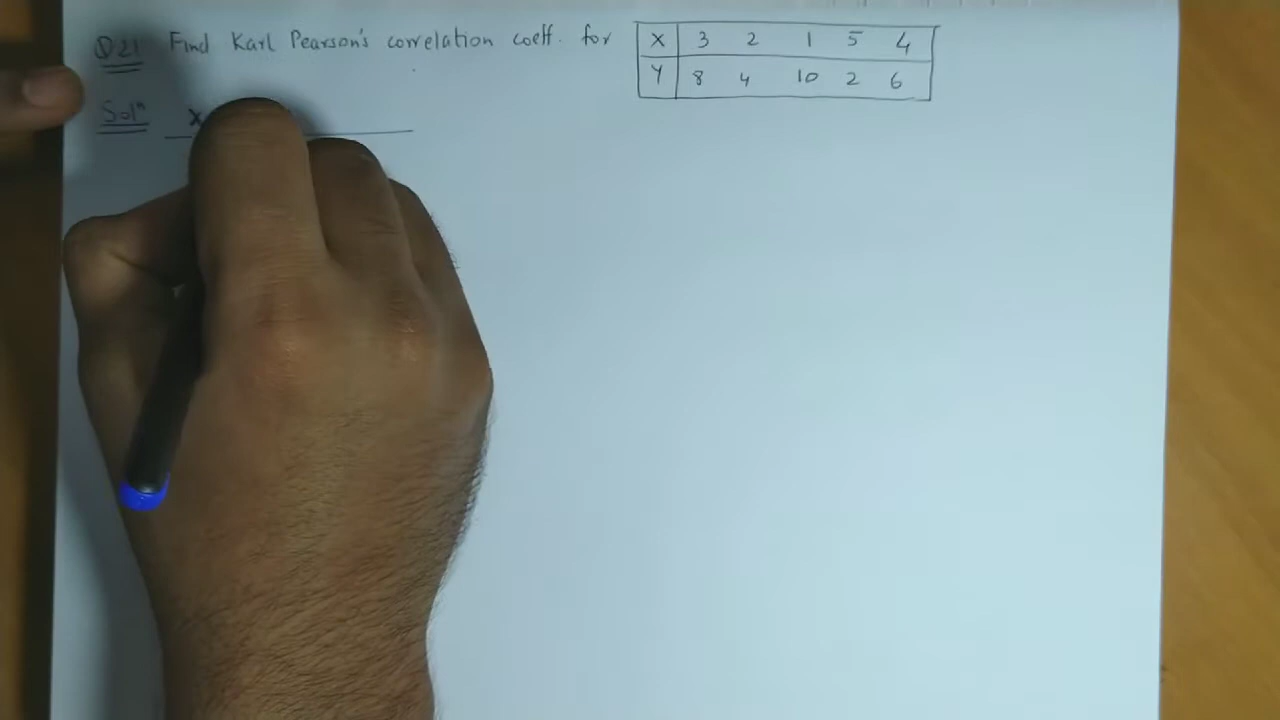 Q21 Find Karl Pearson's correlation coeff. for
X 3 2 1 5 4
Y 8 4 10 2 6
Solⁿ X